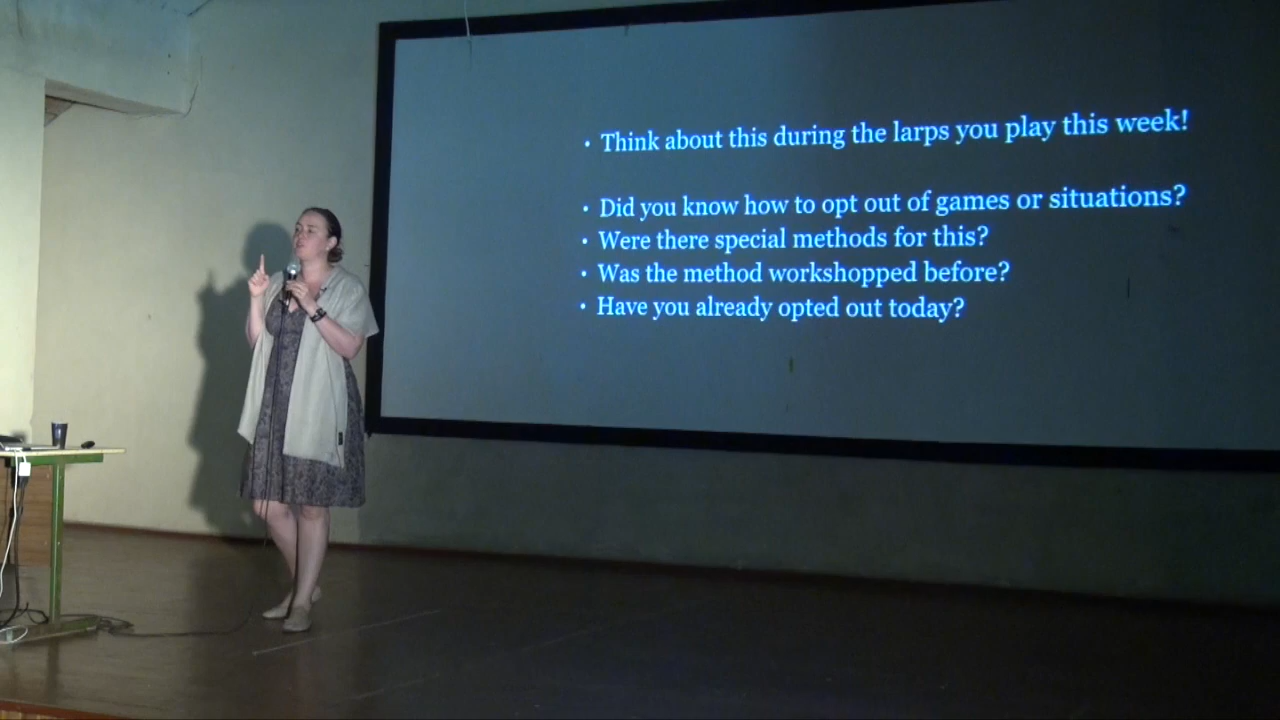 • Think about this during the larps you play this week!
• Did you know how to opt out of games or situations?
• Were there special methods for this?
• Was the method workshopped before?
• Have you already opted out today?